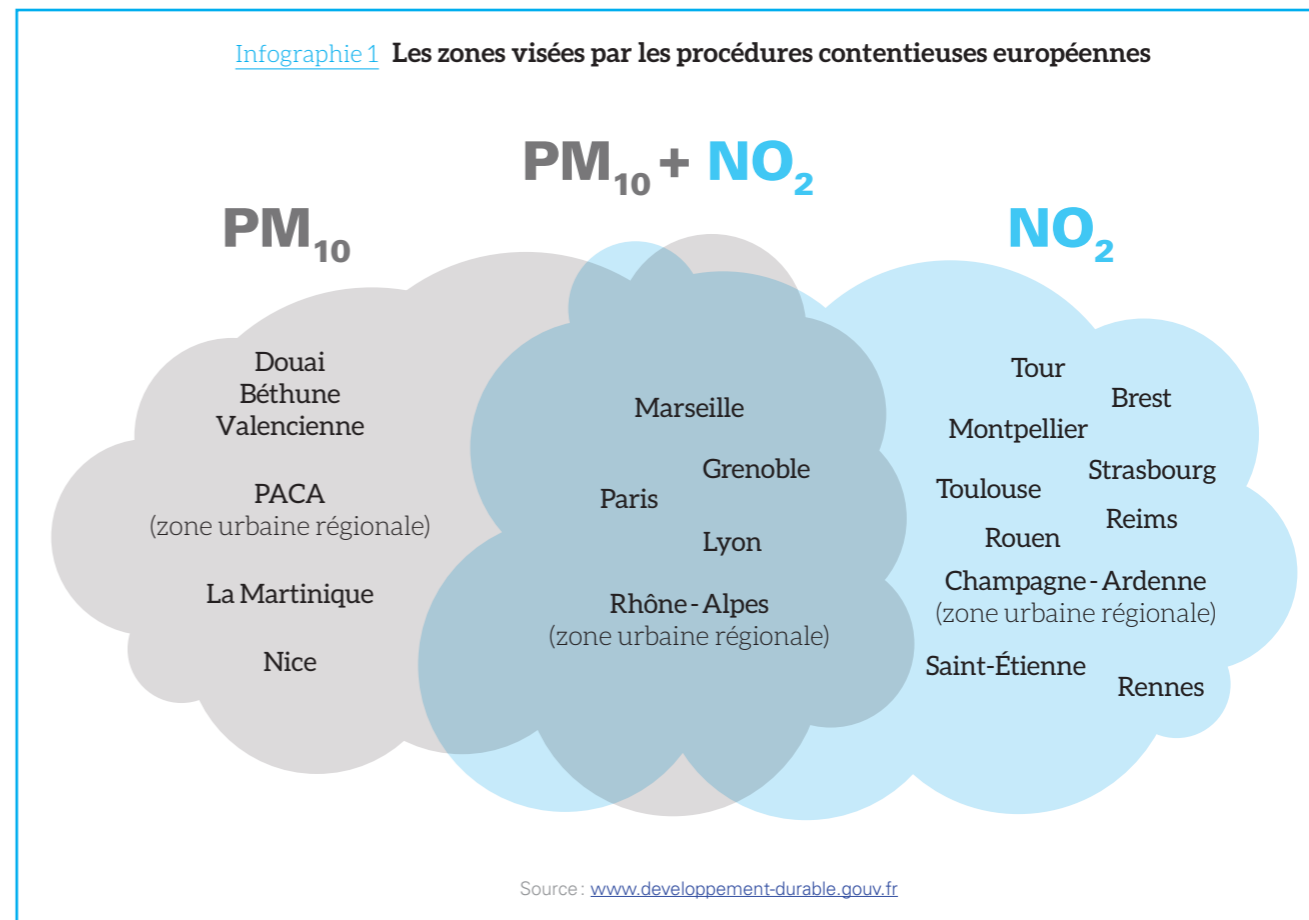 Infographie 1 Les zones visées par les procédures contentieuses européennes
PM10 + NO2
PM10
NO2
Douai
Béthune
Valencienne
PACA
(zone urbaine régionale)
La Martinique
Nice
Marseille
Grenoble
Paris
Lyon
Rhône-Alpes
(zone urbaine régionale)
Tour
Brest
Montpellier
Strasbourg
Toulouse
Reims
Rouen
Champagne-Ardenne
(zone urbaine régionale)
Saint-Étienne
Rennes
Source : www.developpement-durable.gouv.fr